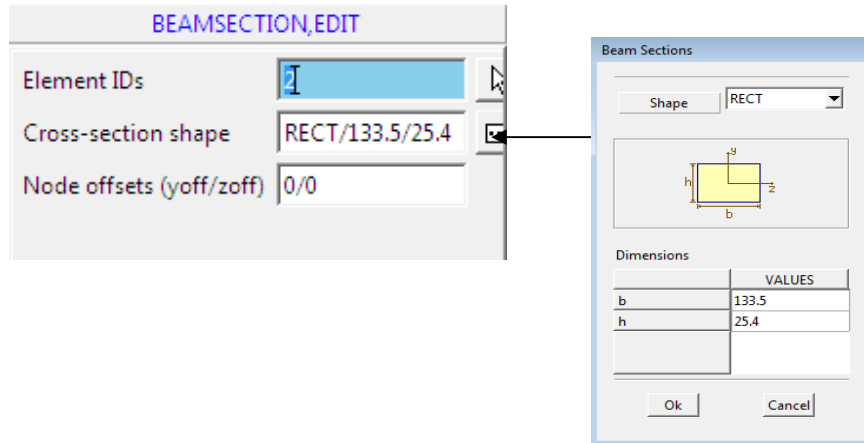 BEAMSECTION,EDIT
Element IDs 2
Cross-section shape RECT/133.5/25.4
Node offsets (yoff/zoff) 0/0
Beam Sections
Shape RECT
y
h
z
b
Dimensions
VALUES
b 133.5
h 25.4
Ok Cancel